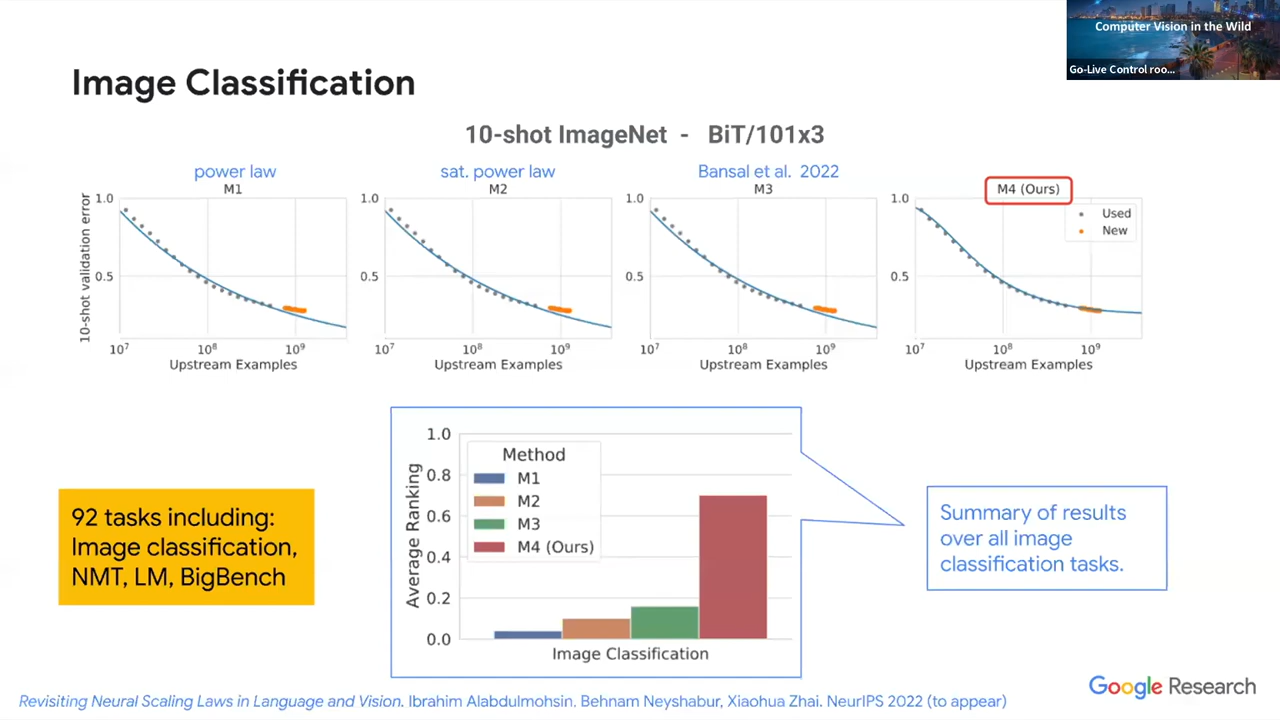 Computer Vision in the Wild
Go-Live Control roo...
Image Classification
10-shot ImageNet - BiT/101x3
power law
sat. power law
Bansal et al. 2022
M1
M2
M3
M4 (Ours)
10-shot validation error
1.0
0.5
10⁷
10⁸
10⁹
Upstream Examples
1.0
0.5
10⁷
10⁸
10⁹
Upstream Examples
1.0
0.5
10⁷
10⁸
10⁹
Upstream Examples
1.0
0.5
Used
New
10⁷
10⁸
10⁹
Upstream Examples
92 tasks including:
Image classification,
NMT, LM, BigBench
Average Ranking
1.0
0.8
0.6
0.4
0.2
0.0
Method
M1
M2
M3
M4 (Ours)
Image Classification
Summary of results
over all image
classification tasks.
Google Research
Revisiting Neural Scaling Laws in Language and Vision. Ibrahim Alabdulmohsin. Behnam Neyshabur, Xiaohua Zhai. NeurIPS 2022 (to appear)